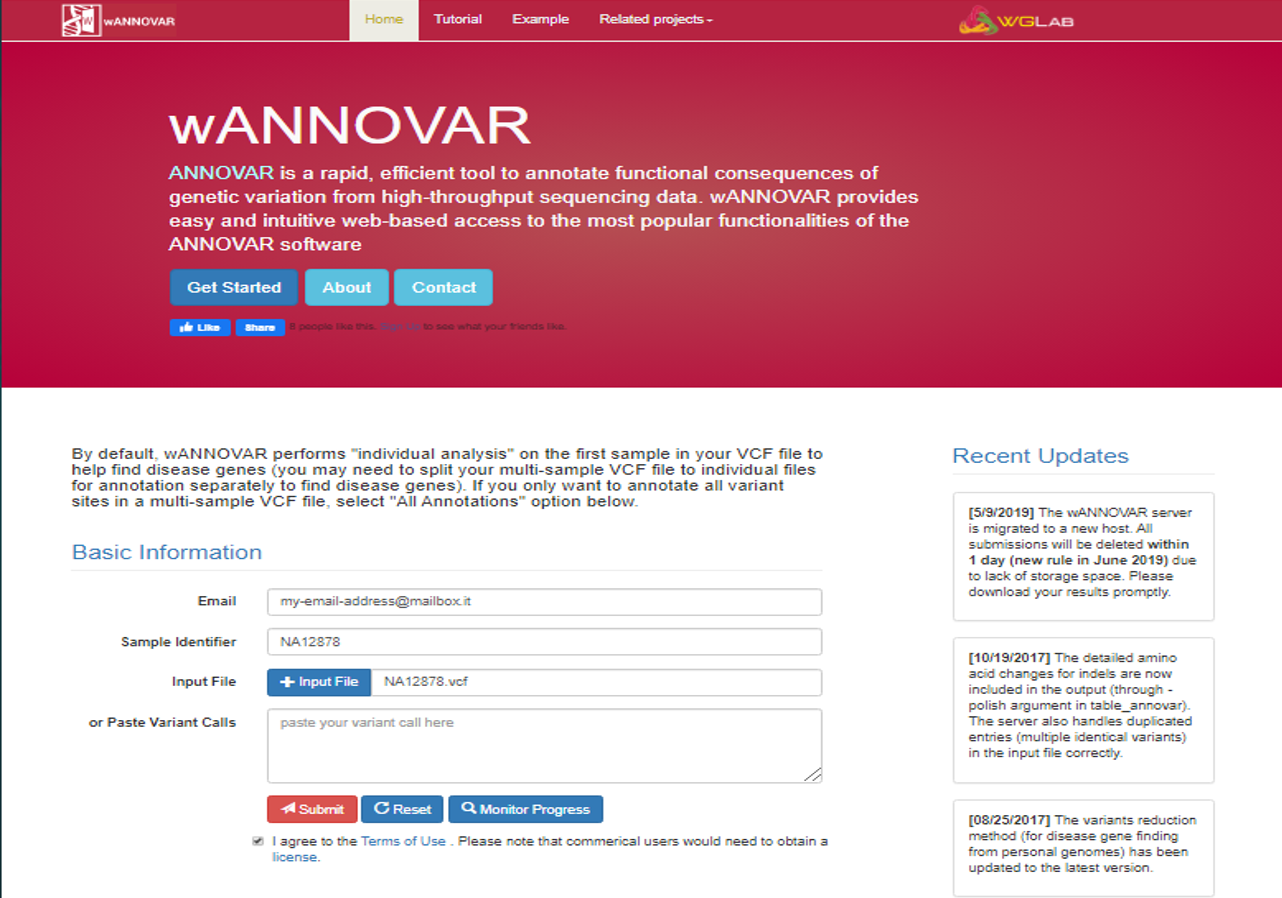 W wANNOVAR
Home Tutorial Example Related projects
WGLAB
wANNOVAR
ANNOVAR is a rapid, efficient tool to annotate functional consequences of
genetic variation from high-throughput sequencing data. wANNOVAR provides
easy and intuitive web-based access to the most popular functionalities of the
ANNOVAR software
Get Started About Contact
Like Share 8 people like this. to see what your friends like.
By default, wANNOVAR performs "individual analysis" on the first sample in your VCF file to
help find disease genes (you may need to split your multi-sample VCF file to individual files
for annotation separately to find disease genes). If you only want to annotate all variant
sites in a multi-sample VCF file, select "All Annotations" option below.
Basic Information
Email my-email-address@mailbox.it
Sample Identifier NA12878
Input File Input File NA12878.vcf
or Paste Variant Calls paste your variant call here
Submit Reset Monitor Progress
I agree to the Terms of Use . Please note that commerical users would need to obtain a
license.
Recent Updates
[5/9/2019] The wANNOVAR server
is migrated to a new host. All
submissions will be deleted within
1 day (new rule in June 2019) due
to lack of storage space. Please
download your results promptly.
[10/19/2017] The detailed amino
acid changes for indels are now
included in the output (through -
polish argument in table_annovar).
The server also handles duplicated
entries (multiple identical variants)
in the input file correctly.
[08/25/2017] The variants reduction
method (for disease gene finding
from personal genomes) has been
updated to the latest version.